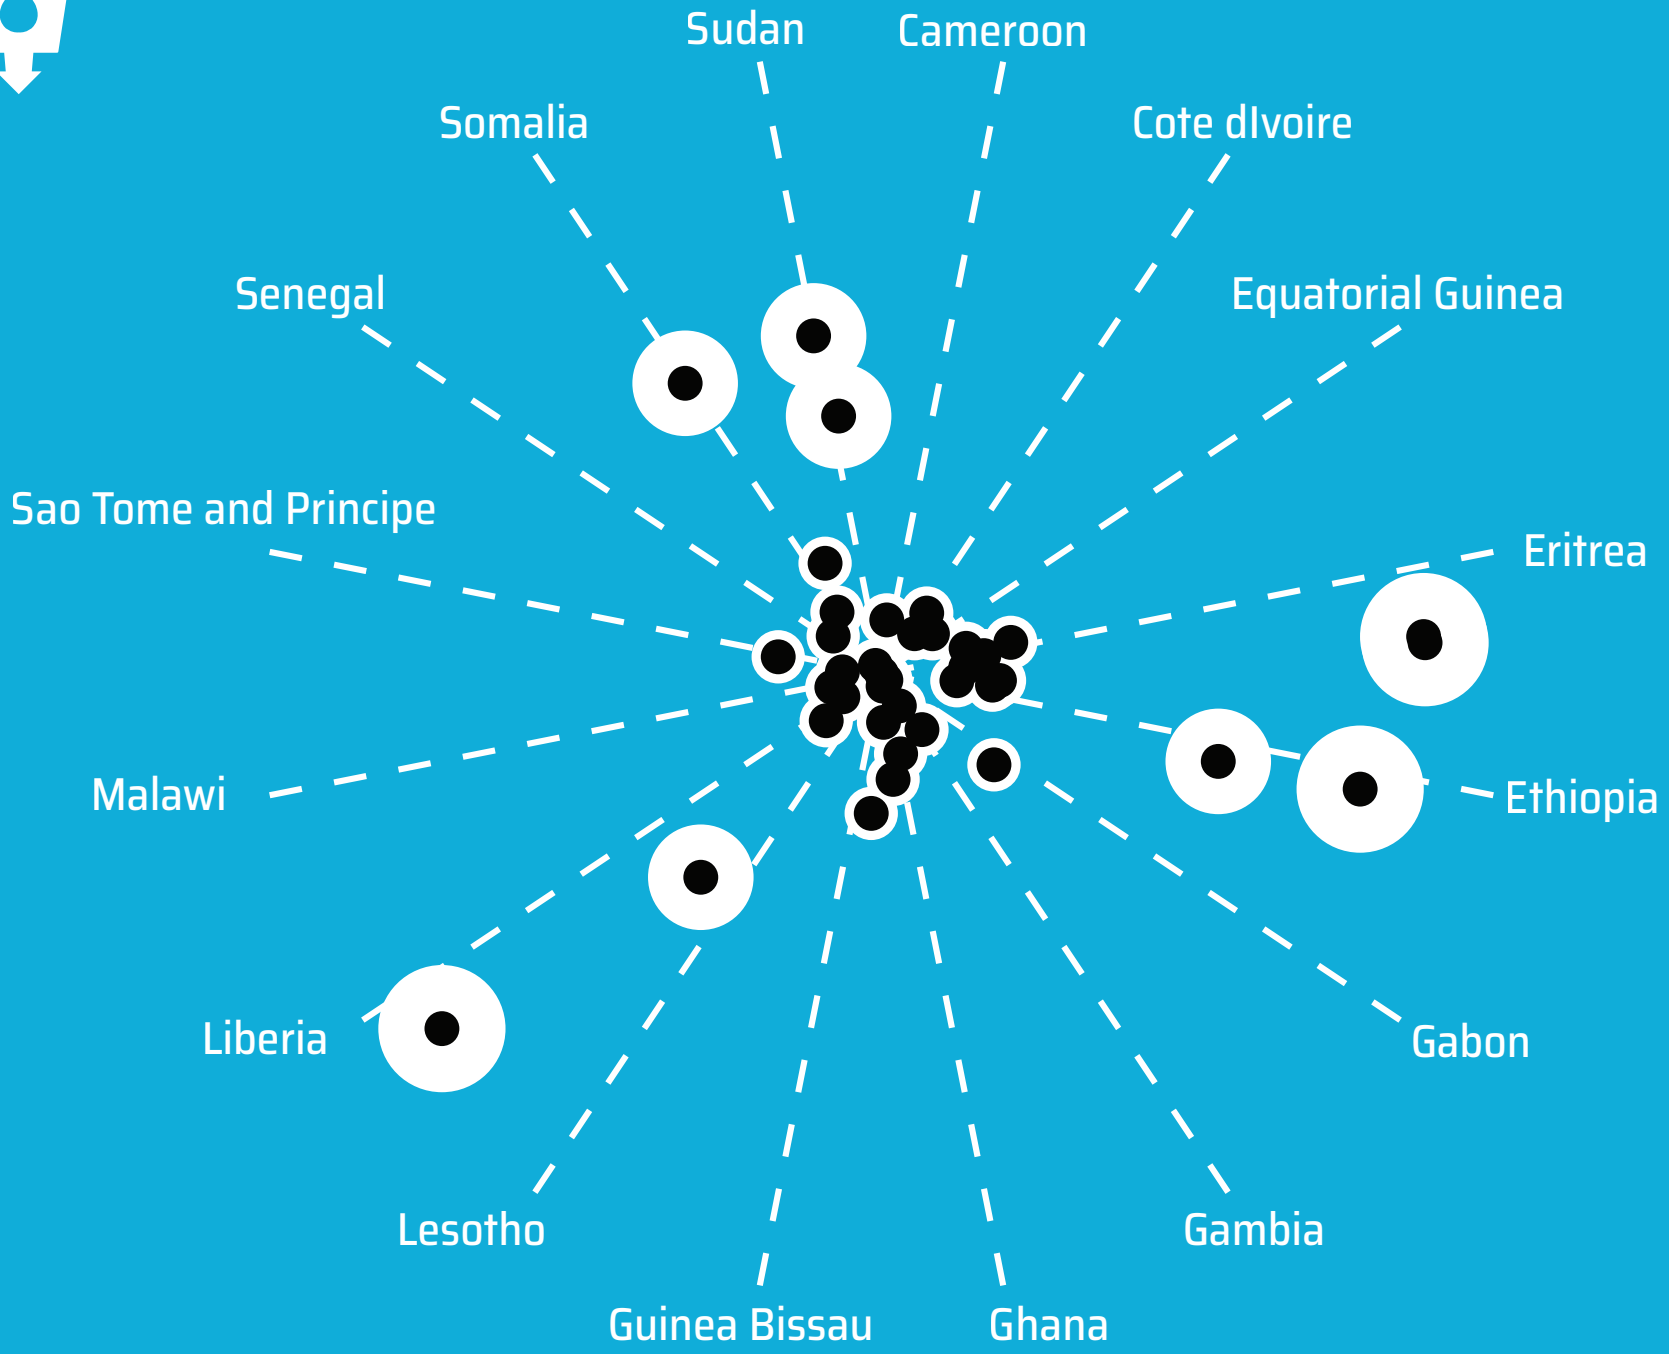 Sudan
Cameroon
Somalia
Cote dIvoire
Senegal
Equatorial Guinea
Sao Tome and Principe
Eritrea
Malawi
Ethiopia
Liberia
Gabon
Lesotho
Gambia
Guinea Bissau
Ghana